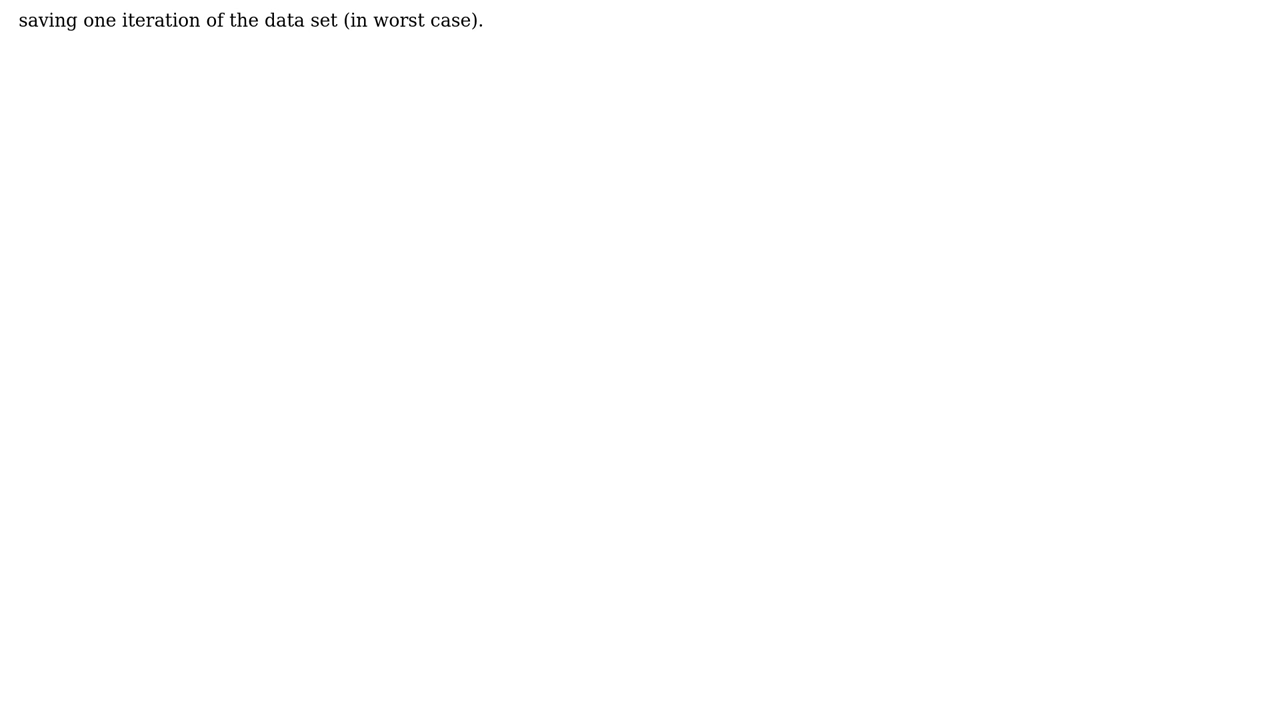 saving one iteration of the data set (in worst case).